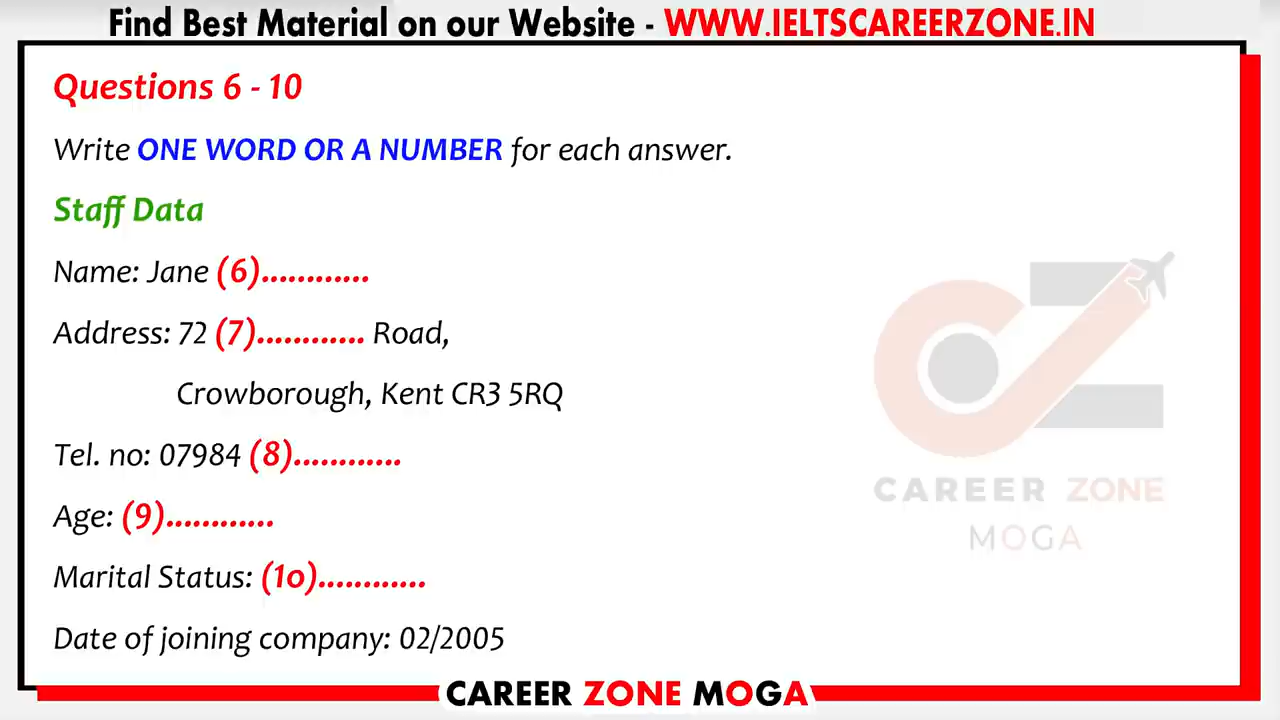 Find Best Material on our Website - WWW.IELTSCAREERZONE.IN
Questions 6 - 10
Write ONE WORD OR A NUMBER for each answer.
Staff Data
Name: Jane (6)............
Address: 72 (7)............ Road,
Crowborough, Kent CR3 5RQ
Tel. no: 07984 (8)............
Age: (9)............
Marital Status: (10)............
Date of joining company: 02/2005
CAREER ZONE
MOGA
CAREER ZONE MOGA